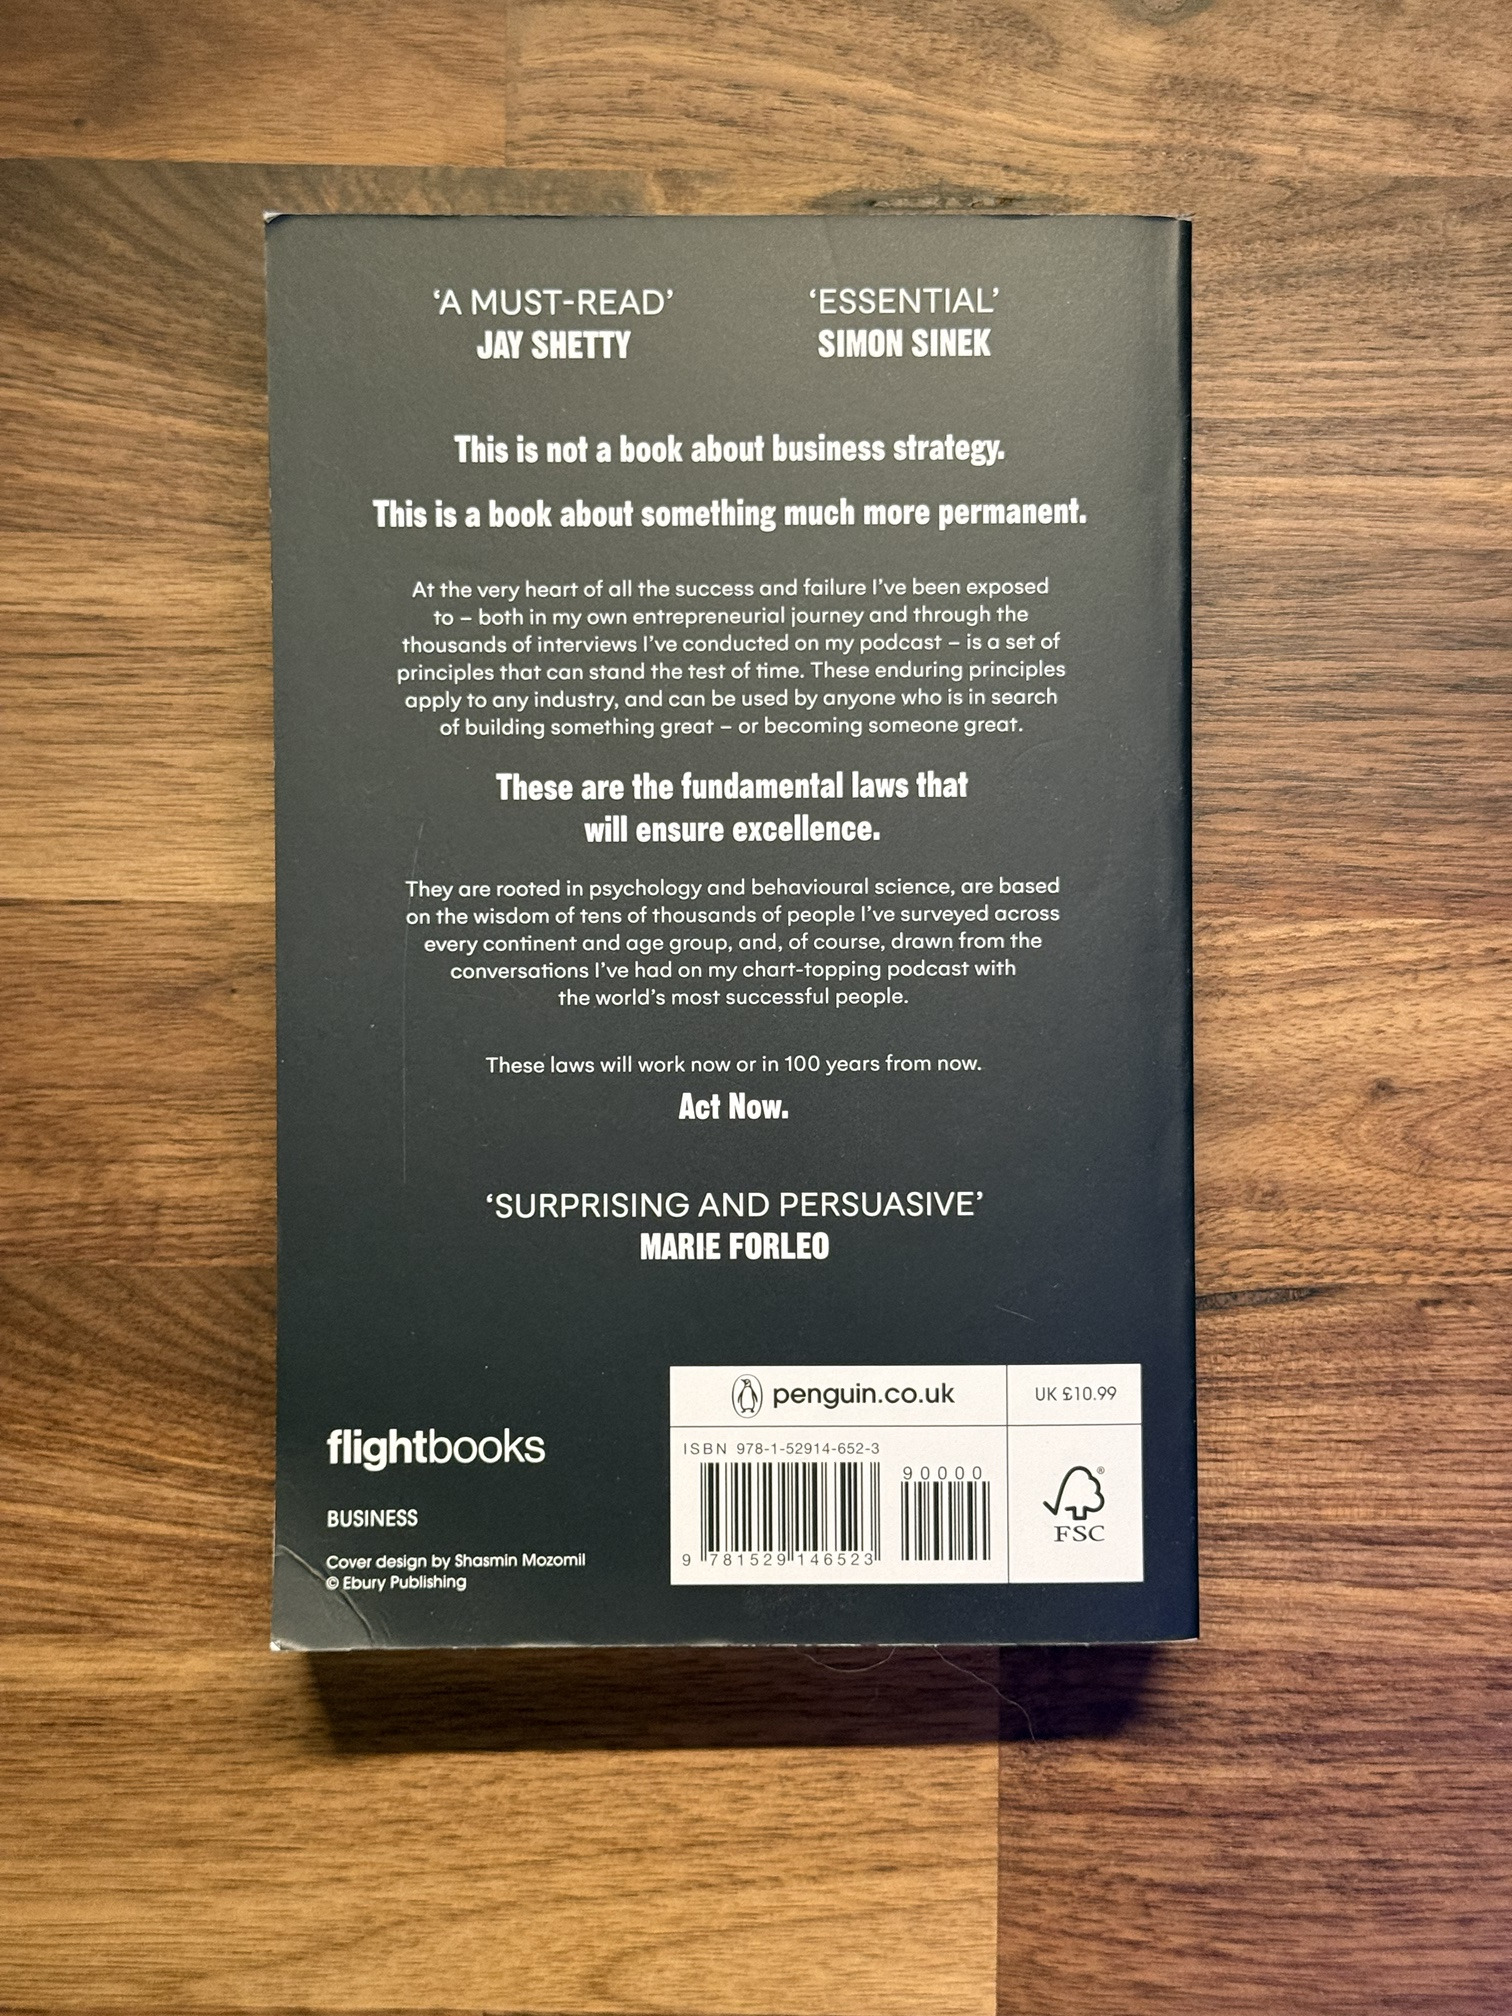 ‘A MUST-READ’
JAY SHETTY
‘ESSENTIAL’
SIMON SINEK
This is not a book about business strategy.
This is a book about something much more permanent.
At the very heart of all the success and failure I’ve been exposed
to – both in my own entrepreneurial journey and through the
thousands of interviews I’ve conducted on my podcast – is a set of
principles that can stand the test of time. These enduring principles
apply to any industry, and can be used by anyone who is in search
of building something great – or becoming someone great.
These are the fundamental laws that
will ensure excellence.
They are rooted in psychology and behavioural science, are based
on the wisdom of tens of thousands of people I’ve surveyed across
every continent and age group, and, of course, drawn from the
conversations I’ve had on my chart-topping podcast with
the world’s most successful people.
These laws will work now or in 100 years from now.
Act Now.
‘SURPRISING AND PERSUASIVE’
MARIE FORLEO
flightbooks
BUSINESS
Cover design by Shasmin Mozomil
© Ebury Publishing
penguin.co.uk
UK £10.99
ISBN 978-1-52914-652-3
90000
9 781529 146523
FSC
®